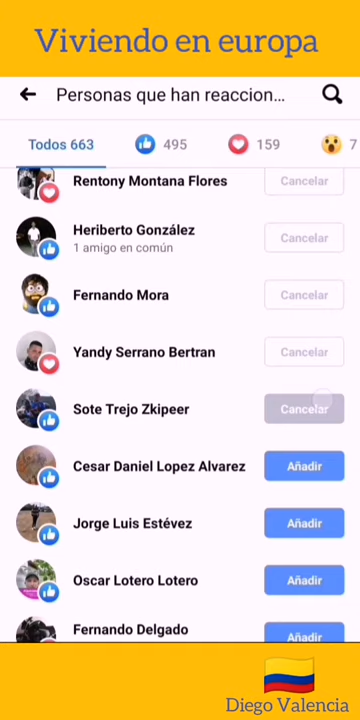 Viviendo en europa
Personas que han reaccion...
Todos 663
495
159
7
Rentony Montana Flores
Cancelar
Heriberto González
1 amigo en común
Cancelar
Fernando Mora
Cancelar
Yandy Serrano Bertran
Cancelar
Sote Trejo Zkipeer
Cancelar
Cesar Daniel Lopez Alvarez
Añadir
Jorge Luis Estévez
Añadir
Oscar Lotero Lotero
Añadir
Fernando Delgado
Añadir
Diego Valencia